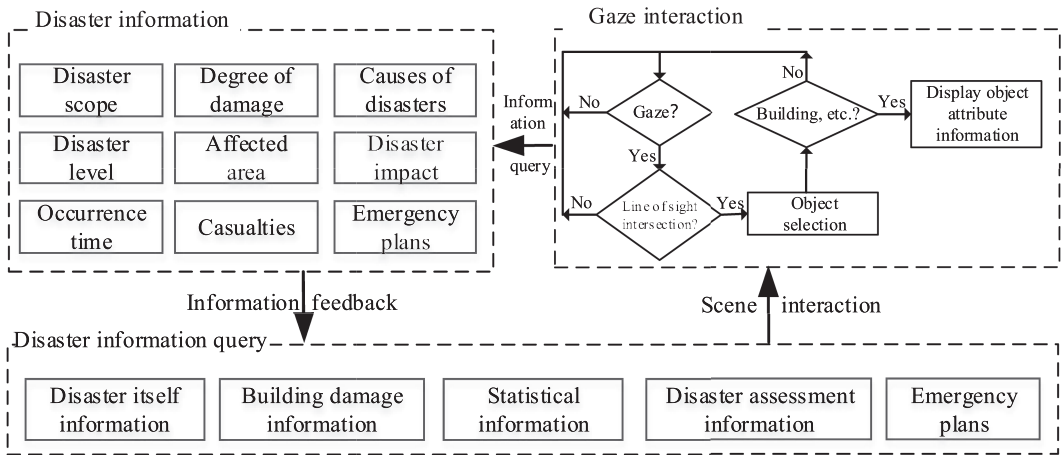 Disaster information
Disaster
scope
Degree of
damage
Causes of
disasters
Disaster
level
Affected
area
Disaster
impact
Occurrence
time
Casualties
Emergency
plans
Inform
ation
query
Gaze interaction
Gaze?
No
Yes
Line of sight
intersection?
No
Yes
Object
selection
Building, etc.?
No
Yes
Display object
attribute
information
Information feedback
Scene interaction
Disaster information query
Disaster itself
information
Building damage
information
Statistical
information
Disaster assessment
information
Emergency
plans